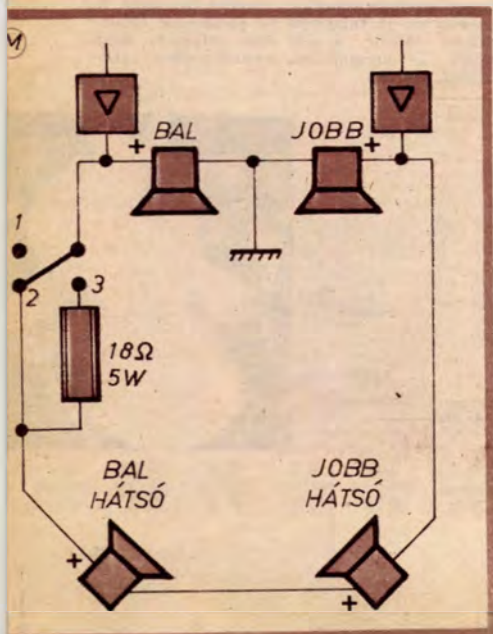 M
+ BAL JOBB +
1
2 3
18Ω
5W
BAL JOBB
HÁTSÓ HÁTSÓ
+ +